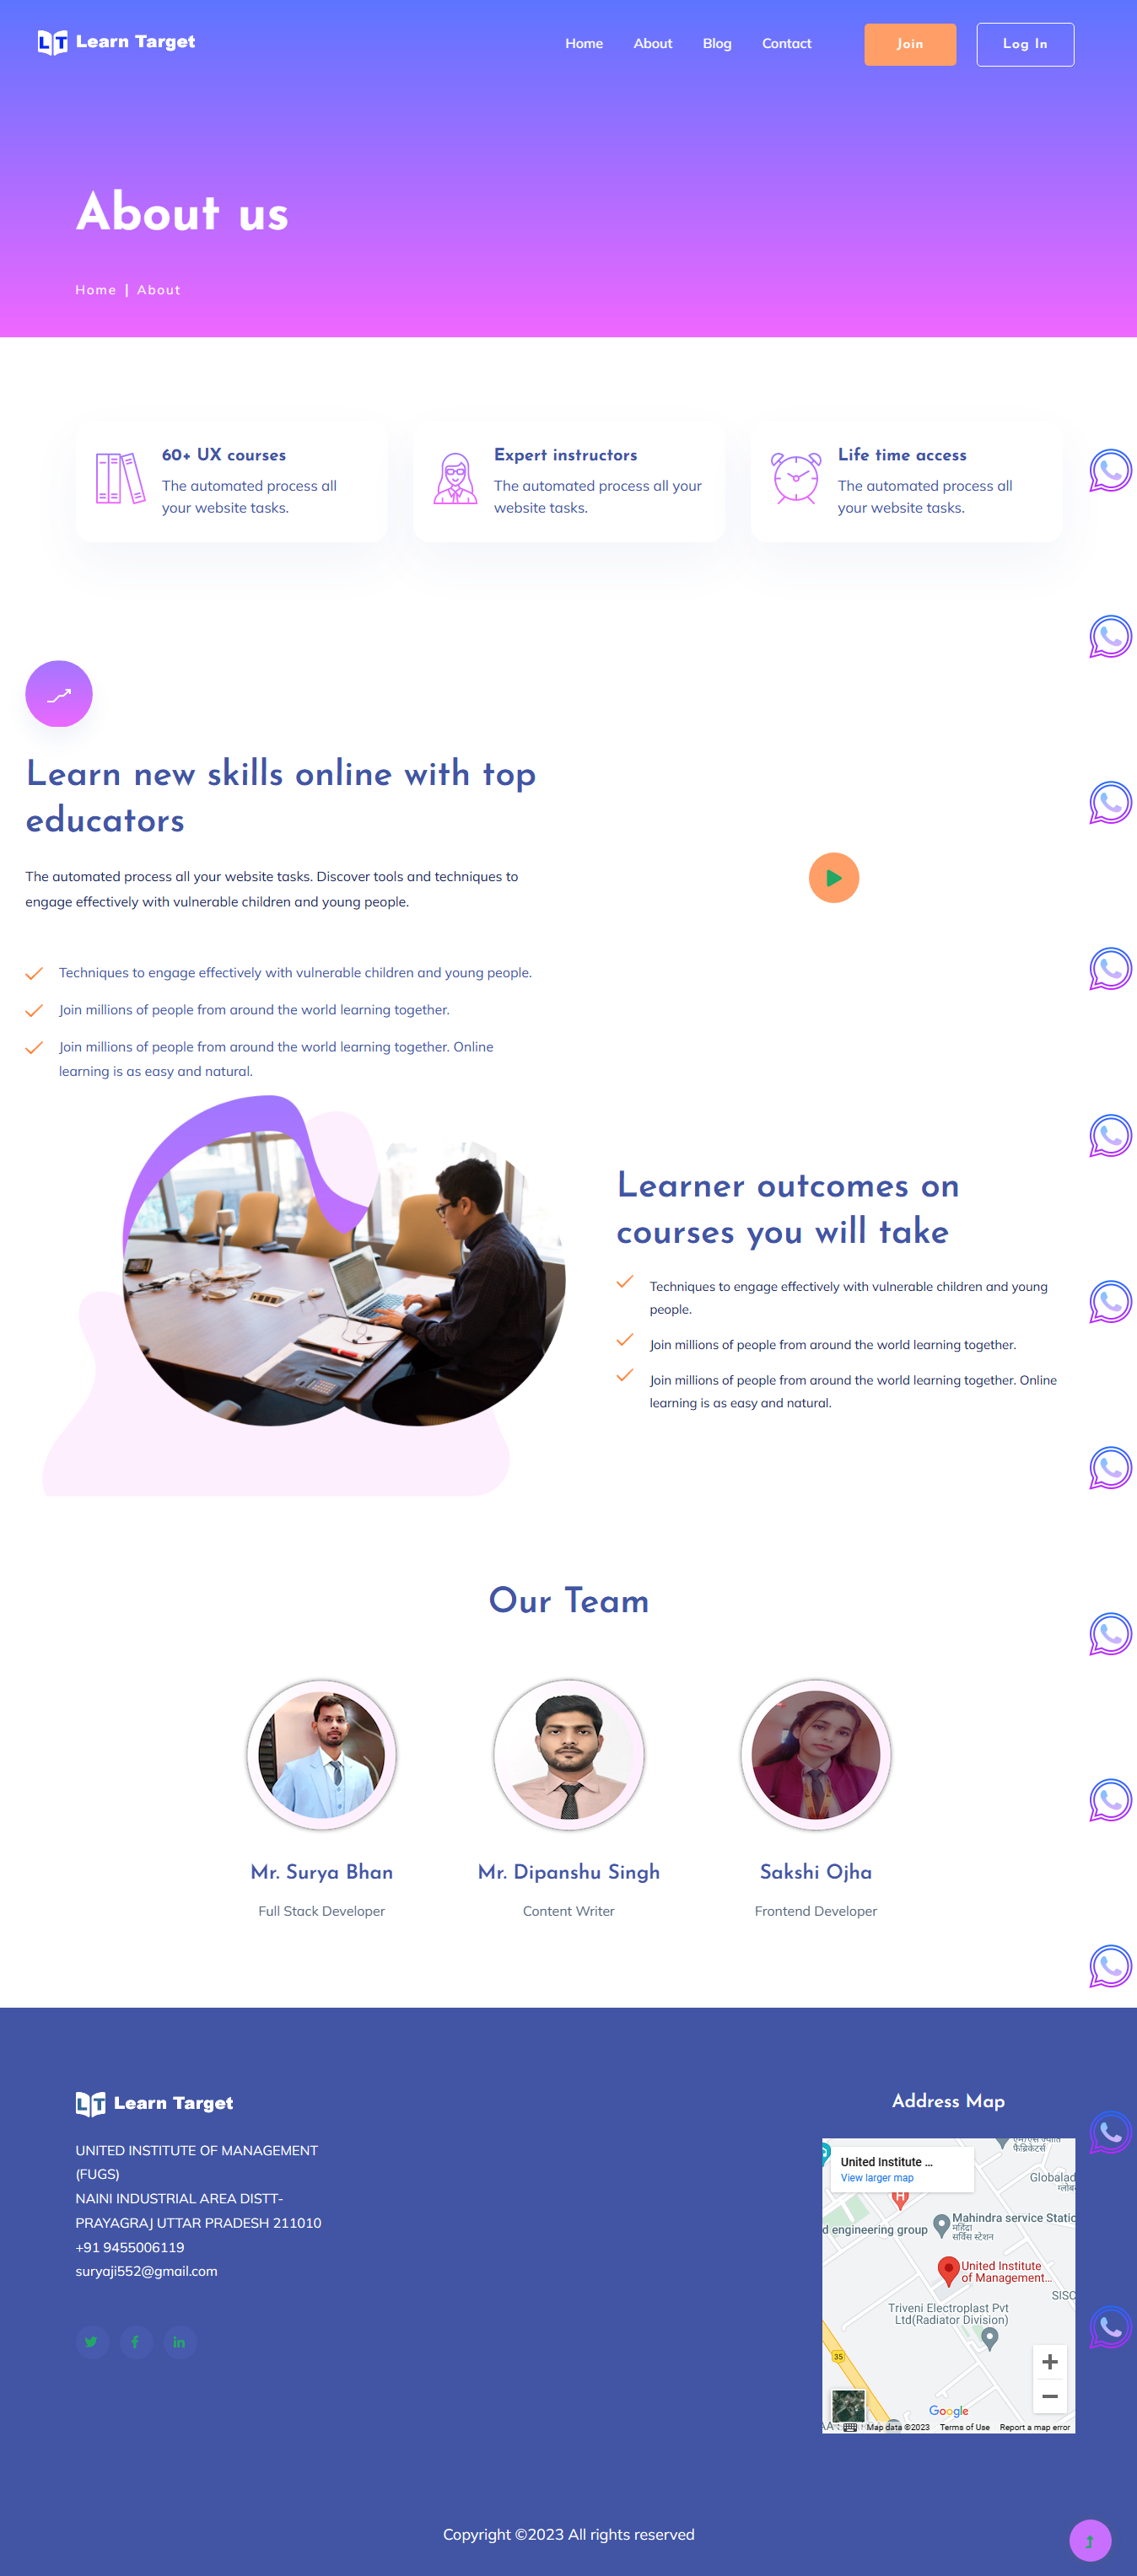 LT Learn Target
Home
About
Blog
Contact
Join
Log In
About us
Home | About
60+ UX courses
The automated process all
your website tasks.
Expert instructors
The automated process all your
website tasks.
Life time access
The automated process all
your website tasks.
Learn new skills online with top
educators
The automated process all your website tasks. Discover tools and techniques to
engage effectively with vulnerable children and young people.
Techniques to engage effectively with vulnerable children and young people.
Join millions of people from around the world learning together.
Join millions of people from around the world learning together. Online
learning is as easy and natural.
Learner outcomes on
courses you will take
Techniques to engage effectively with vulnerable children and young
people.
Join millions of people from around the world learning together.
Join millions of people from around the world learning together. Online
learning is as easy and natural.
Our Team
Mr. Surya Bhan
Full Stack Developer
Mr. Dipanshu Singh
Content Writer
Sakshi Ojha
Frontend Developer
LT Learn Target
UNITED INSTITUTE OF MANAGEMENT
(FUGS)
NAINI INDUSTRIAL AREA DISTT-
PRAYAGRAJ UTTAR PRADESH 211010
+91 9455006119
suryaji552@gmail.com
Address Map
United Institute ...
View larger map
फैब्रिकेटर्स
Globalad
ग्लोब
H
d engineering group
Mahindra service Static
महिंद्रा
सर्विस स्टेशन
United Institute
of Management...
SISC
Triveni Electroplast Pvt
Ltd(Radiator Division)
35
Google
Map data ©2023
Terms of Use
Report a map error
Copyright ©2023 All rights reserved